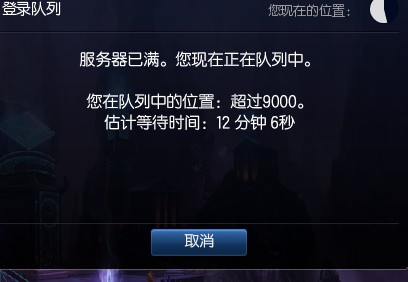 登录队列
您现在的位置：
服务器已满。您现在正在队列中。
您在队列中的位置：超过9000。
估计等待时间：12 分钟 6秒
取消